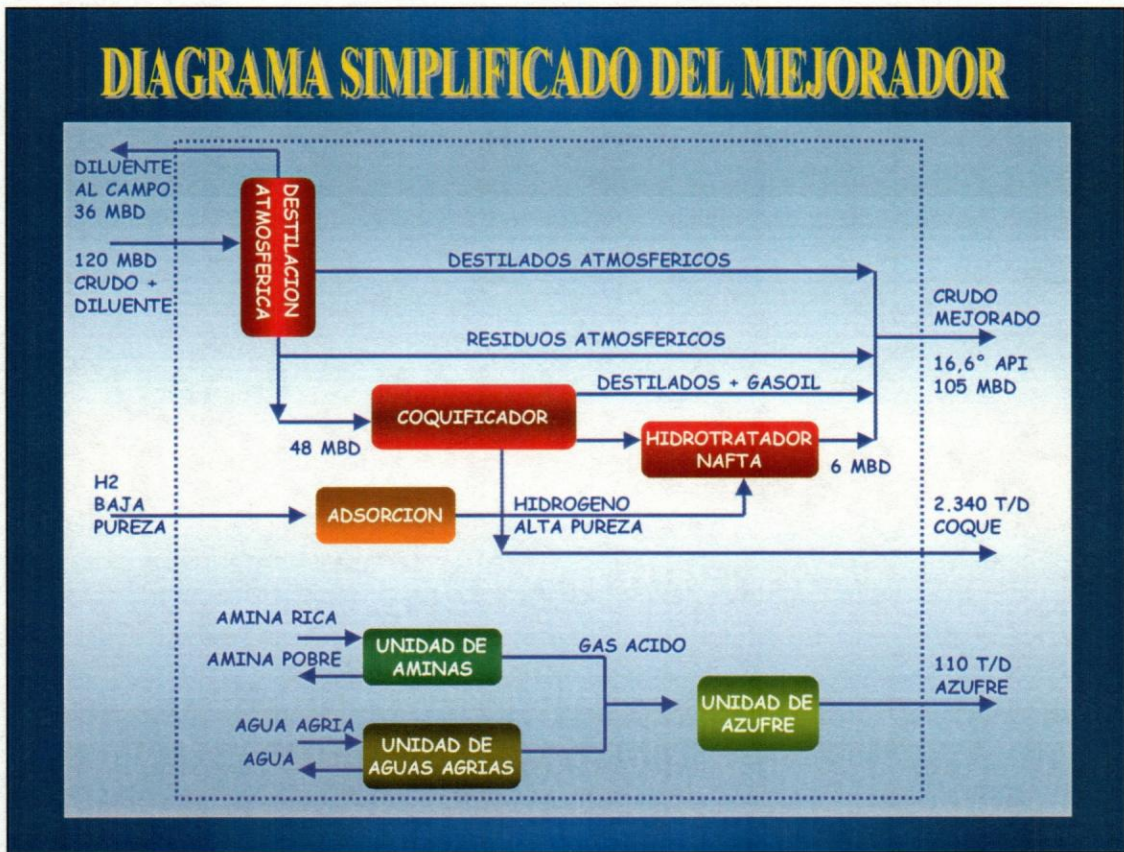 DIAGRAMA SIMPLIFICADO DEL MEJORADOR
DILUENTE
AL CAMPO
36 MBD
120 MBD
CRUDO +
DILUENTE
DESTILACION
ATMOSFERICA
DESTILADOS ATMOSFERICOS
RESIDUOS ATMOSFERICOS
DESTILADOS + GASOIL
CRUDO
MEJORADO
16,6° API
105 MBD
48 MBD
COQUIFICADOR
HIDROTRATADOR
NAFTA
6 MBD
H2
BAJA
PUREZA
ADSORCION
HIDROGENO
ALTA PUREZA
2.340 T/D
COQUE
AMINA RICA
AMINA POBRE
UNIDAD DE
AMINAS
GAS ACIDO
AGUA AGRIA
AGUA
UNIDAD DE
AGUAS AGRIAS
UNIDAD DE
AZUFRE
110 T/D
AZUFRE